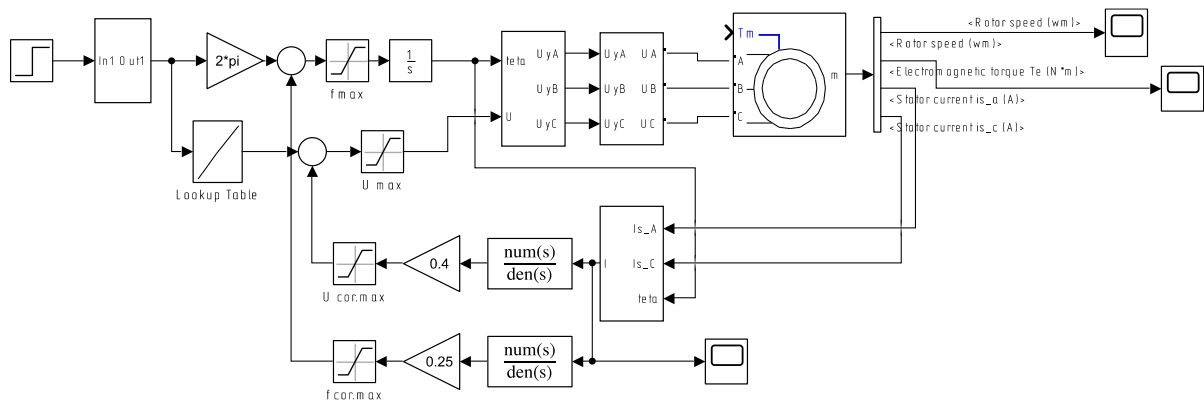 <Rotor speed (wm)>
Tm
<Rotor speed (wm)>
In1 Out1
2*pi
1
s
teta
UyA
UyA
UA
A
m
<Electromagnetic torque Te (N*m)>
f max
UyB
UyB
UB
B
<Stator current is_a (A)>
U
UyC
UyC
UC
C
<Stator current is_c (A)>
U max
Lookup Table
Is_A
0.4
num(s)
den(s)
I
Is_C
U cor.max
teta
0.25
num(s)
den(s)
f cor.max